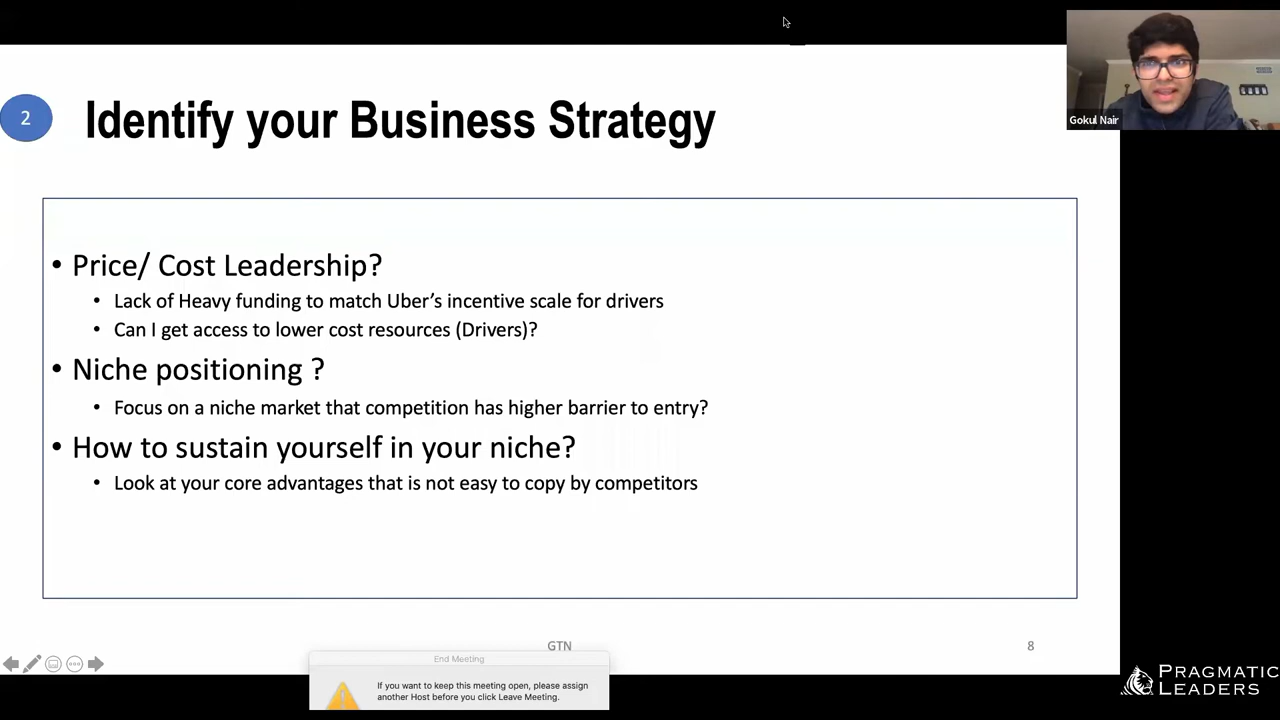 2
Identify your Business Strategy
Gokul Nair
• Price/ Cost Leadership?
• Lack of Heavy funding to match Uber’s incentive scale for drivers
• Can I get access to lower cost resources (Drivers)?
• Niche positioning ?
• Focus on a niche market that competition has higher barrier to entry?
• How to sustain yourself in your niche?
• Look at your core advantages that is not easy to copy by competitors
GTN
8
End Meeting
If you want to keep this meeting open, please assign
another Host before you click Leave Meeting.
PRAGMATIC
LEADERS